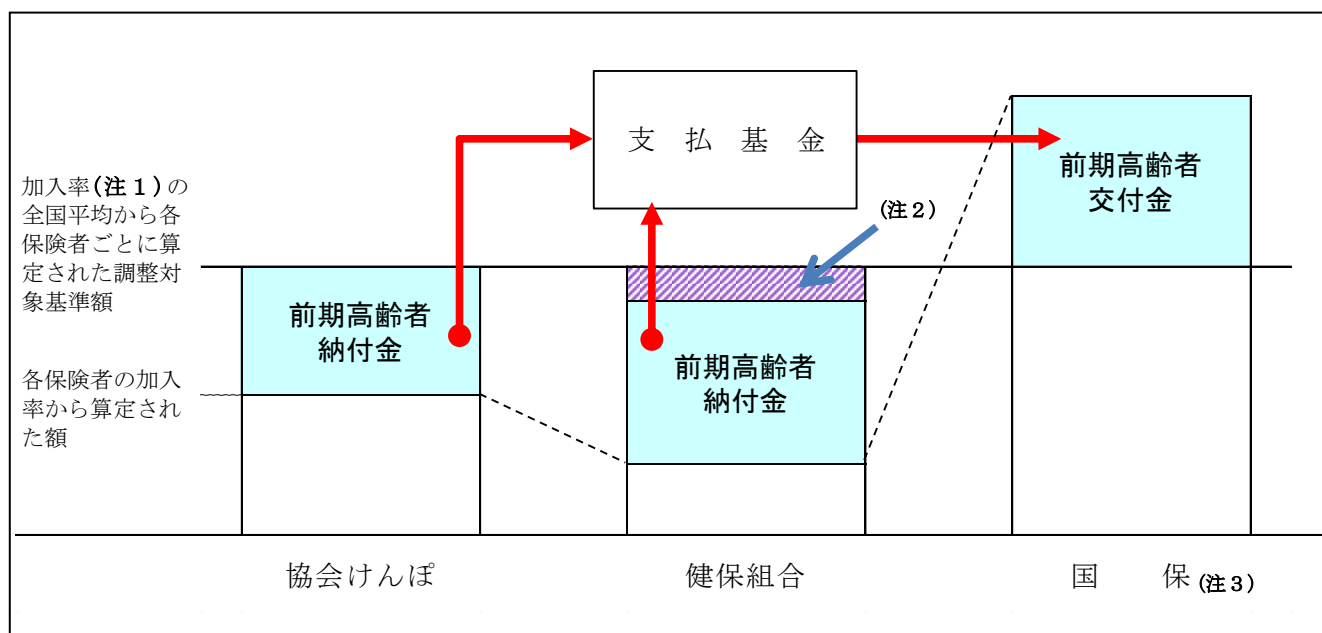 支払基金
前期高齢者
交付金
加入率(注1)の
全国平均から各
保険者ごとに算
定された調整対
象基準額
(注2)
前期高齢者
納付金
前期高齢者
納付金
各保険者の加入
率から算定され
た額
協会けんぽ
健保組合
国保(注3)